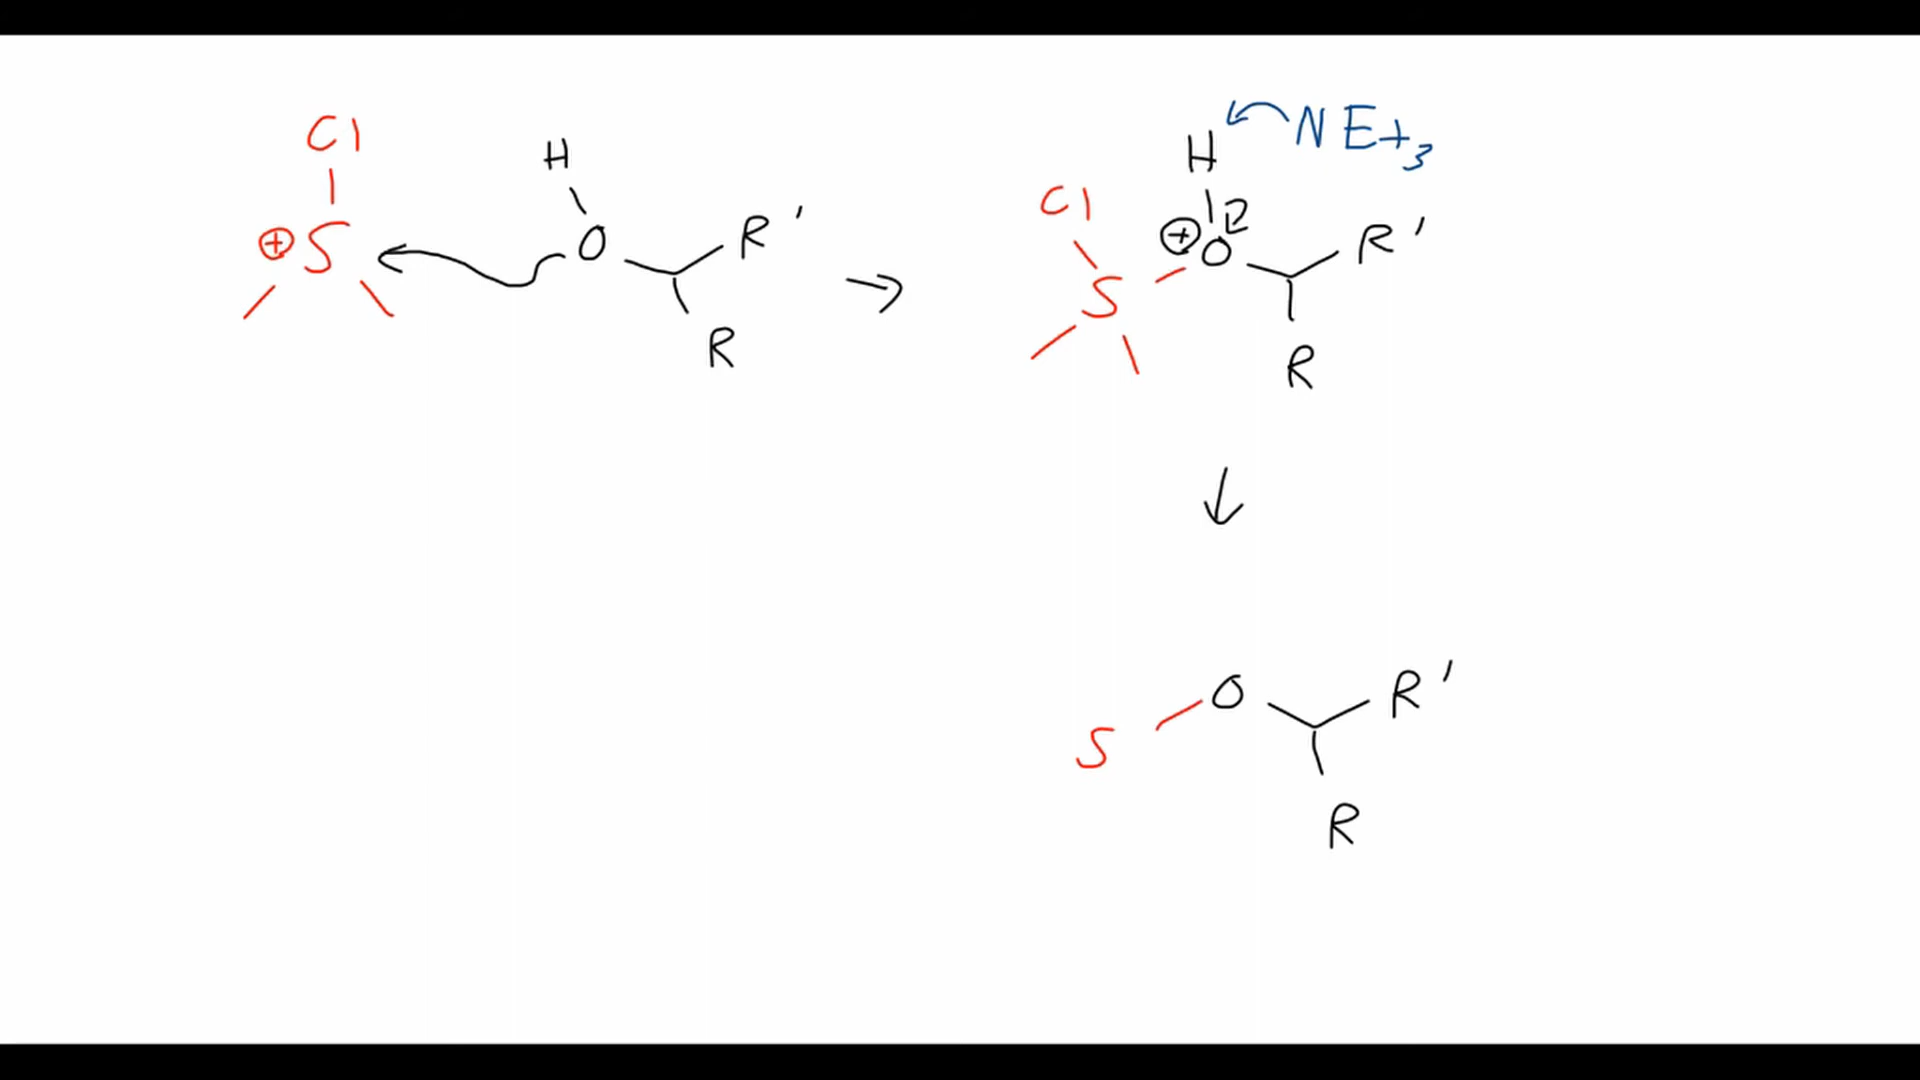 Cl
⊕ S
H
O
R'
R
→
H
NEt3
Cl
⊕ O
R'
S
R
↓
S
O
R'
R